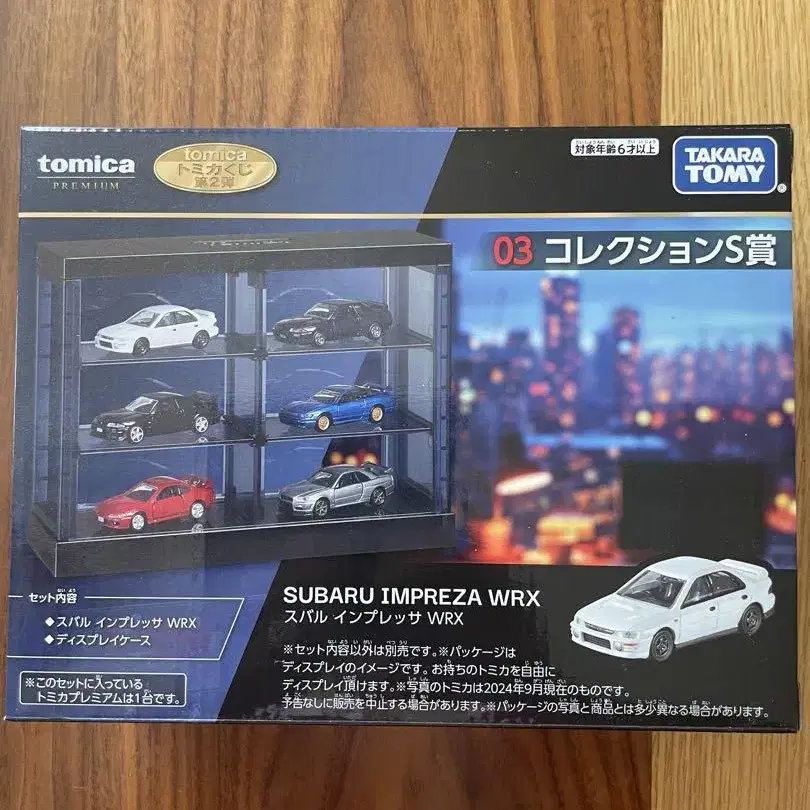 tomica
PREMIUM
tomica
トミカくじ
第2弾
対象年齢6才以上
TAKARA
TOMY
03 コレクションS賞
セット内容
◆スバル インプレッサ WRX
◆ディスプレイケース
※このセットに入っている
トミカプレミアムは1台です。
SUBARU IMPREZA WRX
スバル インプレッサ WRX
※セット内容以外は別売です。※パッケージは
ディスプレイのイメージです。お持ちのトミカを自由に
ディスプレイ頂けます。※写真のトミカは2024年9月現在のものです。
予告なしに販売を中止する場合があります。※パッケージの写真と商品とは多少異なる場合があります。